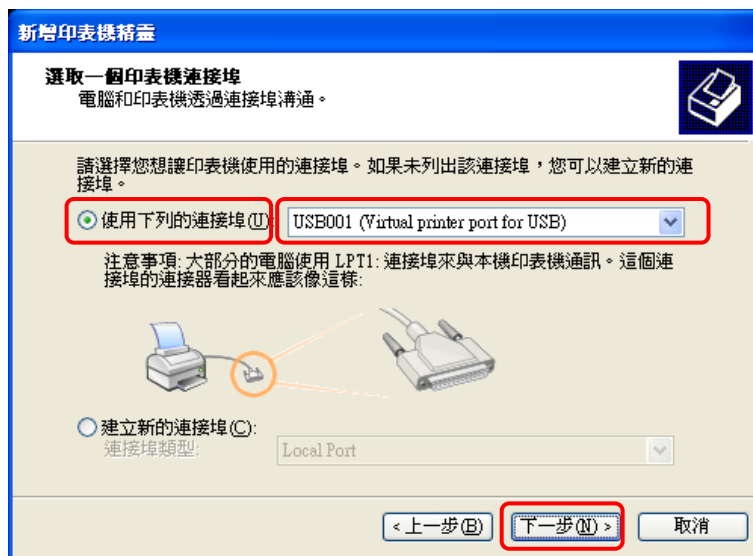 新增印表機精靈
選取一個印表機連接埠
電腦和印表機透過連接埠溝通。
請選擇您想讓印表機使用的連接埠。如果未列出該連接埠，您可以建立新的連
接埠。
使用下列的連接埠(U): USB001 (Virtual printer port for USB)
注意事項: 大部分的電腦使用 LPT1: 連接埠來與本機印表機通訊。這個連
接埠的連接器看起來應該像這樣:
建立新的連接埠(C):
連接埠類型: Local Port
<上一步(B) 下一步(N)> 取消